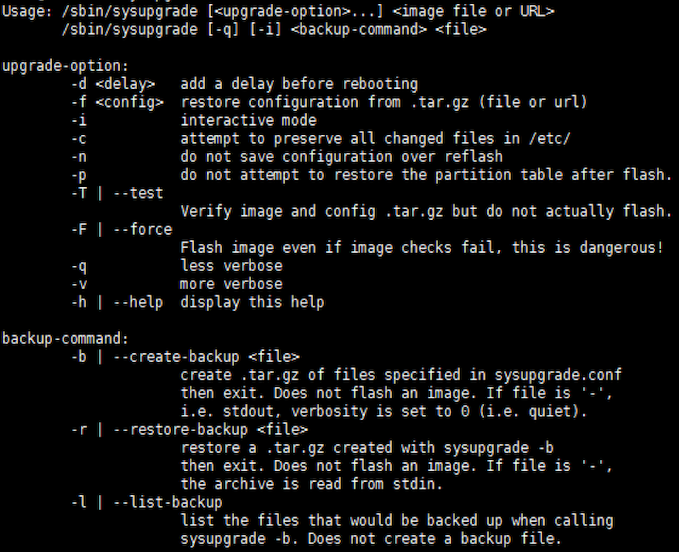 Usage: /sbin/sysupgrade [<upgrade-option>...] <image file or URL>
       /sbin/sysupgrade [-q] [-i] <backup-command> <file>

upgrade-option:
        -d <delay>   add a delay before rebooting
        -f <config>  restore configuration from .tar.gz (file or url)
        -i           interactive mode
        -c           attempt to preserve all changed files in /etc/
        -n           do not save configuration over reflash
        -p           do not attempt to restore the partition table after flash.
        -T | --test
                     Verify image and config .tar.gz but do not actually flash.
        -F | --force
                     Flash image even if image checks fail, this is dangerous!
        -q           less verbose
        -v           more verbose
        -h | --help  display this help

backup-command:
        -b | --create-backup <file>
                     create .tar.gz of files specified in sysupgrade.conf
                     then exit. Does not flash an image. If file is '-',
                     i.e. stdout, verbosity is set to 0 (i.e. quiet).
        -r | --restore-backup <file>
                     restore a .tar.gz created with sysupgrade -b
                     then exit. Does not flash an image. If file is '-',
                     the archive is read from stdin.
        -l | --list-backup
                     list the files that would be backed up when calling
                     sysupgrade -b. Does not create a backup file.